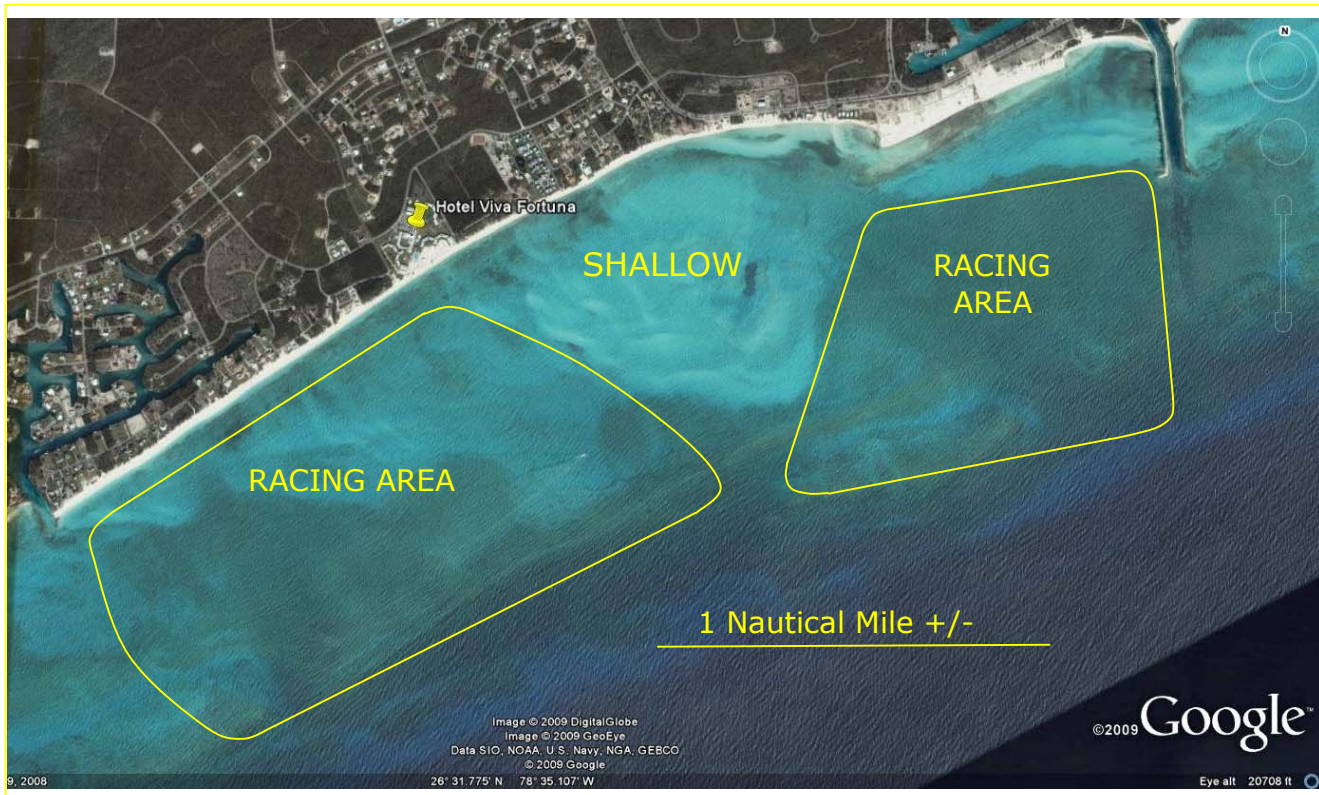 N
Hotel Viva Fortuna
SHALLOW
RACING
AREA
RACING AREA
1 Nautical Mile +/-
Image © 2009 DigitalGlobe
Image © 2009 GeoEye
Data SIO, NOAA, U.S. Navy, NGA, GEBCO
© 2009 Google
©2009 Google™
9, 2008
26° 31.775' N 78° 35.107' W
Eye alt 20708 ft